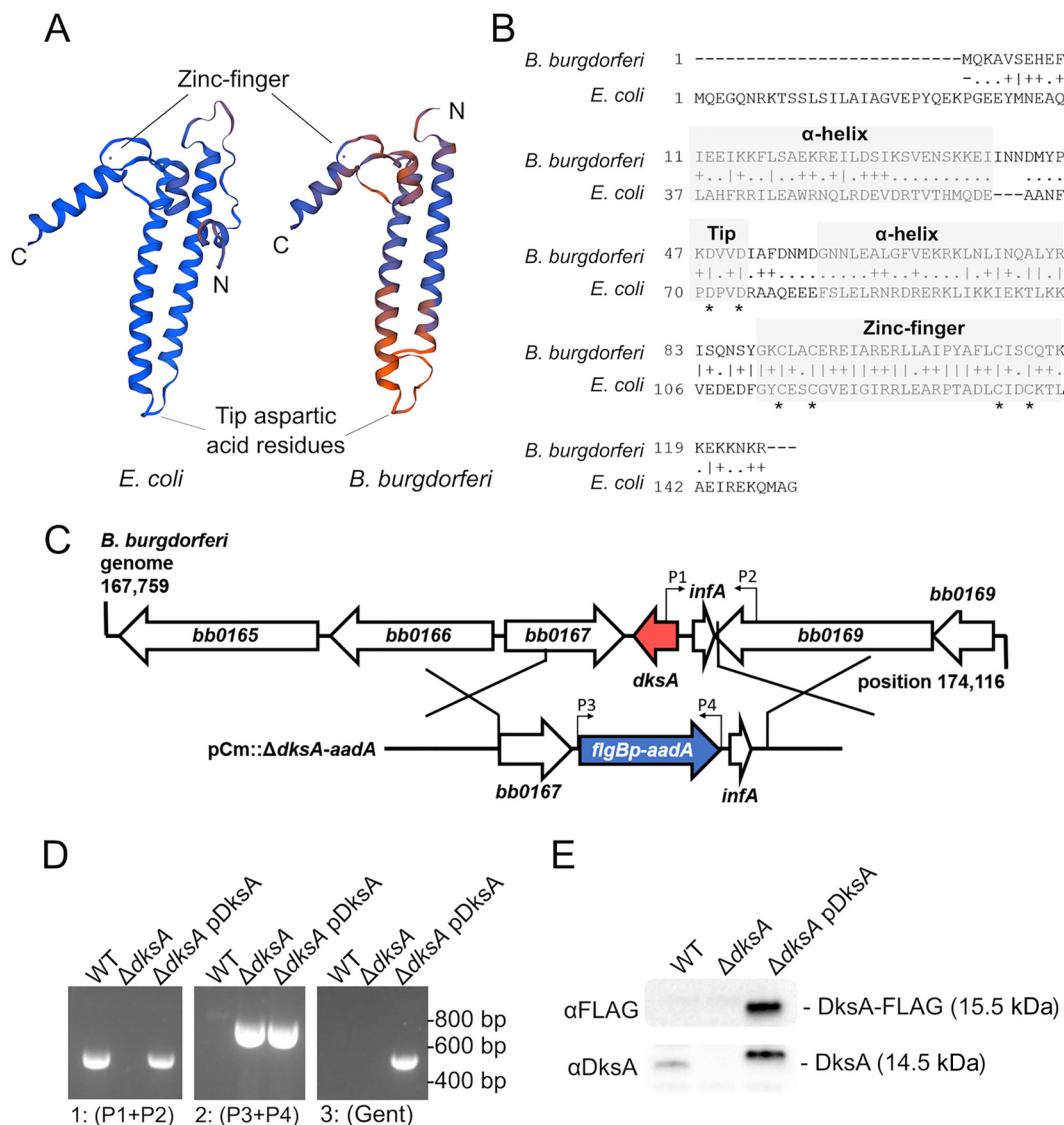 A
Zinc-finger
N
C
C
N
Tip aspartic
acid residues
E. coli
B. burgdorferi
B
B. burgdorferi 1 --------------------------MQKAVSEHEF
-...+|++.+
E. coli 1 MQEGQNRKTSSLSILAIAGVEPYQEKPGEEYMNEAQ
α-helix
B. burgdorferi 11 IEEIKKFLSAEKREILDSIKSVENSKKEIINNDMYP
E. coli 37 LAHFRRILEAWRNQLRDEVDRTVTHMQDE---AANF
Tip α-helix
B. burgdorferi 47 KDVVDIAFDNMDGNNLEALGFVEKRKLNLINQALYR
E. coli 70 PDPVDRAAQEEEFSLELRNRDRERKLIKKIEKTLKK
* *
Zinc-finger
B. burgdorferi 83 ISQNSYGKCLACEREIARERLLAIPYAFLCISCQTK
E. coli 106 VEDEDFGYCESCGVEIGIRRLEARPTADLCIDCKTL
* * * *
B. burgdorferi 119 KEKKNKR---
.|+..++
E. coli 142 AEIREKQMAG
C
B. burgdorferi
genome
167,759
P1 infA P2
bb0169
bb0165 bb0166 bb0167 bb0169
dksA
position 174,116
P3 P4
pCm::ΔdksA-aadA
flgBp-aadA
bb0167
infA
D
WT ΔdksA ΔdksA pDksA
WT ΔdksA ΔdksA pDksA
WT ΔdksA ΔdksA pDksA
-800 bp
-600 bp
-400 bp
1: (P1+P2) 2: (P3+P4) 3: (Gent)
E
WT ΔdksA ΔdksA pDksA
αFLAG - DksA-FLAG (15.5 kDa)
αDksA - DksA (14.5 kDa)